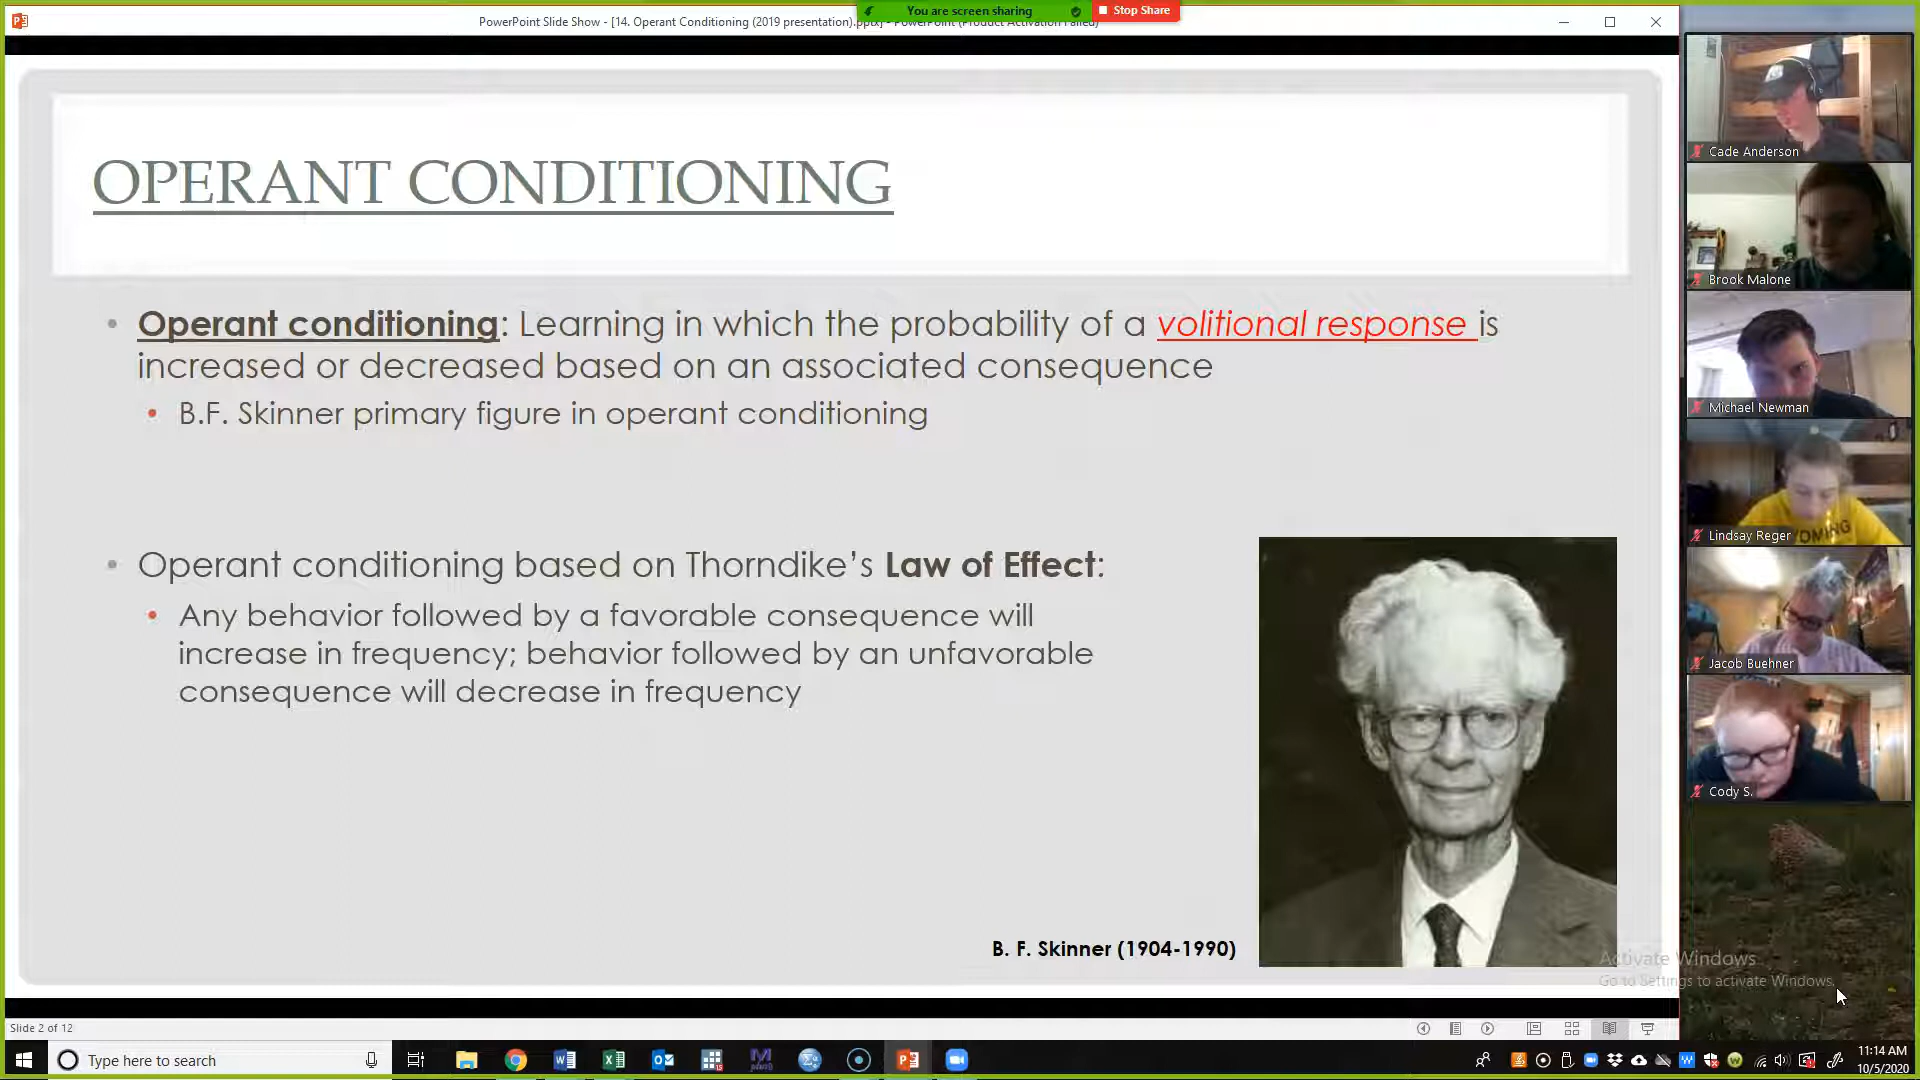 PowerPoint Slide Show - [14. Operant Conditioning (2019 presentation).pptx] - PowerPoint (Product Activation Failed)
You are screen sharing
Stop Share
OPERANT CONDITIONING
Operant conditioning: Learning in which the probability of a volitional response is
increased or decreased based on an associated consequence
B.F. Skinner primary figure in operant conditioning
Operant conditioning based on Thorndike’s Law of Effect:
Any behavior followed by a favorable consequence will
increase in frequency; behavior followed by an unfavorable
consequence will decrease in frequency
B. F. Skinner (1904-1990)
Cade Anderson
Brook Malone
Michael Newman
Lindsay Reger
Jacob Buehner
Cody S.
Activate Windows
Go to Settings to activate Windows.
Slide 2 of 12
Type here to search
11:14 AM
10/5/2020